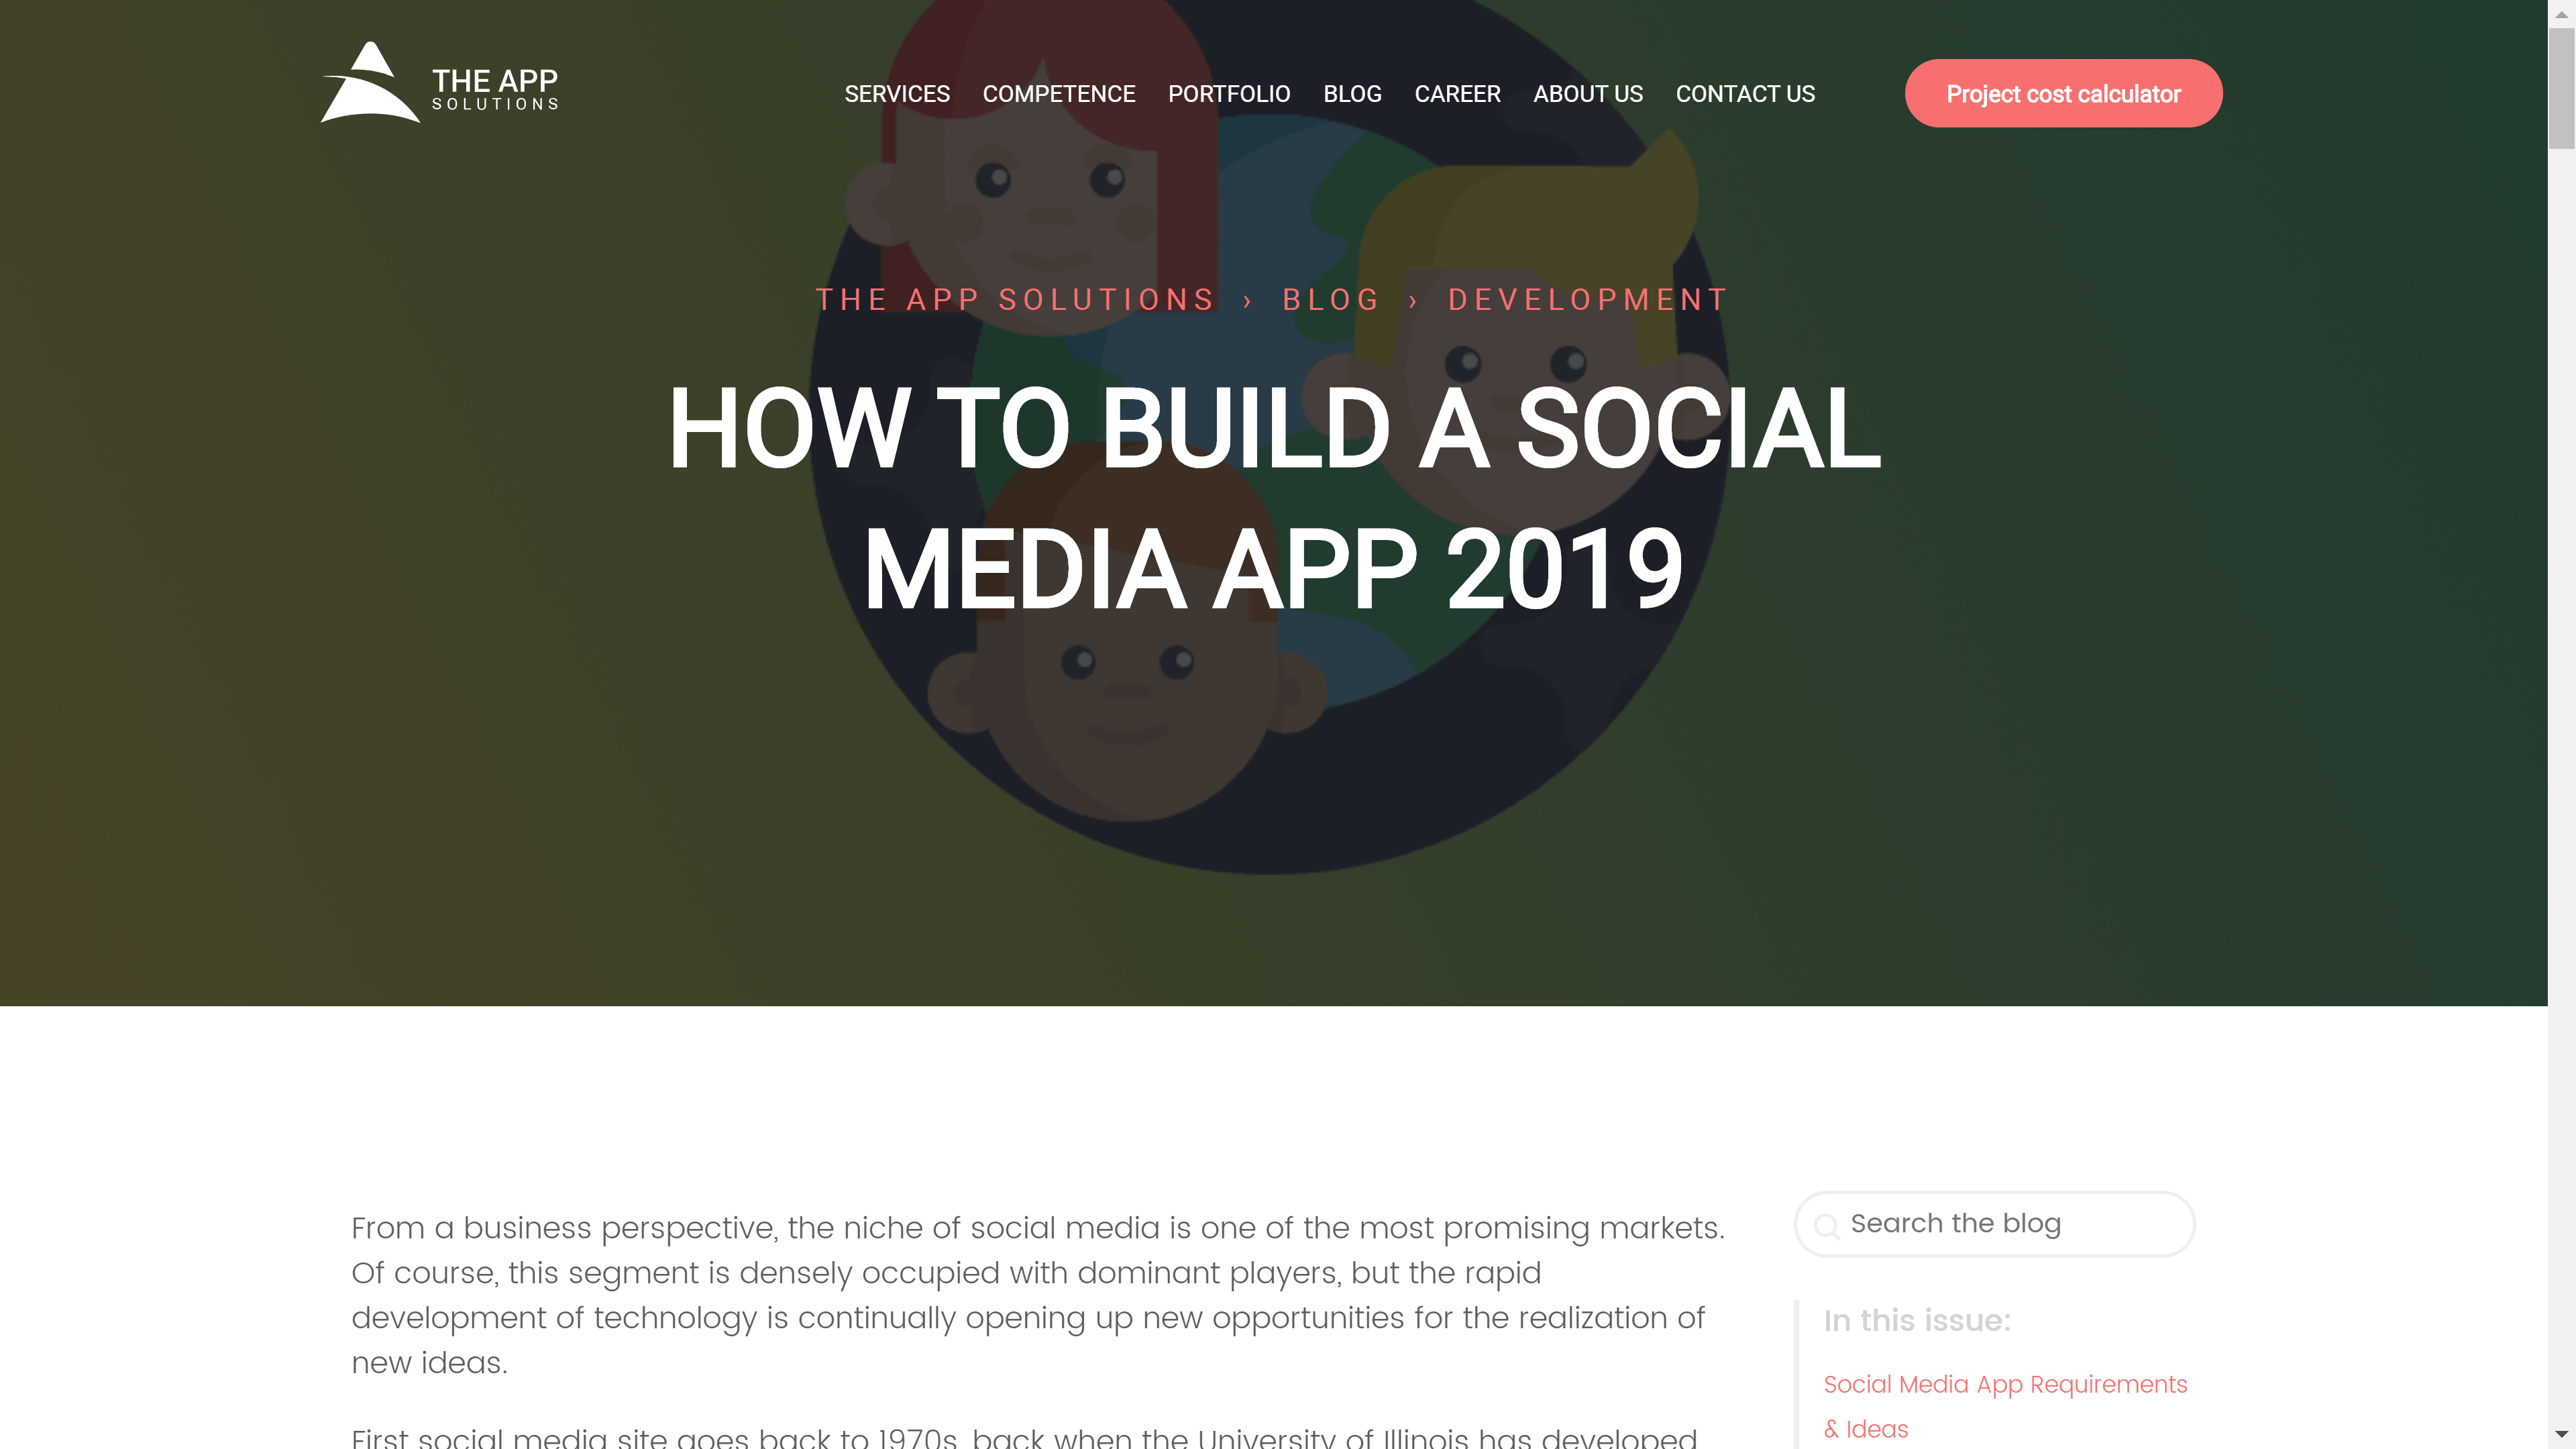 THE APP
SOLUTIONS
SERVICES COMPETENCE PORTFOLIO BLOG CAREER ABOUT US CONTACT US
Project cost calculator
THE APP SOLUTIONS › BLOG › DEVELOPMENT
HOW TO BUILD A SOCIAL
MEDIA APP 2019
From a business perspective, the niche of social media is one of the most promising markets.
Of course, this segment is densely occupied with dominant players, but the rapid
development of technology is continually opening up new opportunities for the realization of
new ideas.
First social media site goes back to 1970s, back when the University of Illinois has developed
Search the blog
In this issue:
Social Media App Requirements
& Ideas